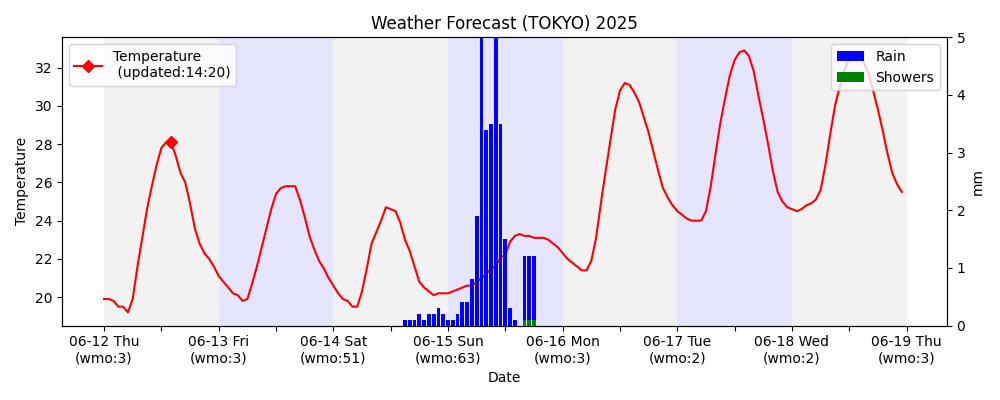 Weather Forecast (TOKYO) 2025
Temperature
(updated:14:20)
Rain
Showers
32
30
28
26
24
22
20
Temperature
5
4
3
2
1
0
mm
06-12 Thu
(wmo:3)
06-13 Fri
(wmo:3)
06-14 Sat
(wmo:51)
06-15 Sun
(wmo:63)
06-16 Mon
(wmo:3)
06-17 Tue
(wmo:2)
06-18 Wed
(wmo:2)
06-19 Thu
(wmo:3)
Date